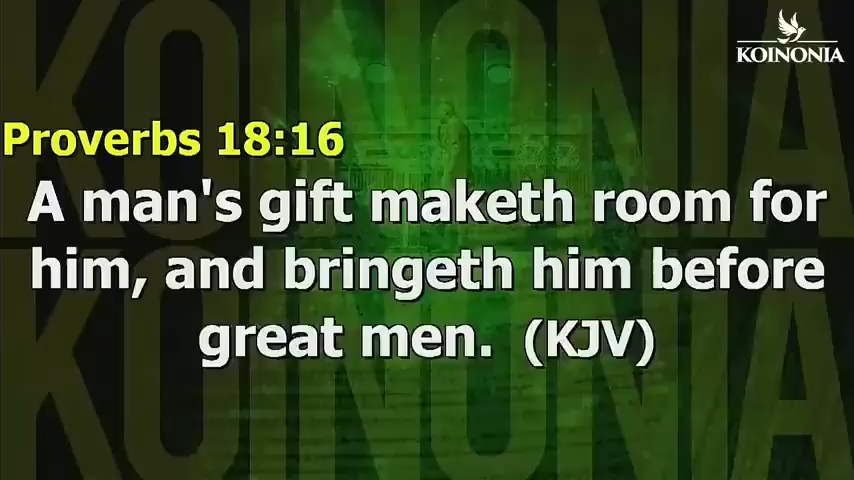 KOINONIA
Proverbs 18:16
A man's gift maketh room for
him, and bringeth him before
great men. (KJV)
KOINONIA
KOINONIA